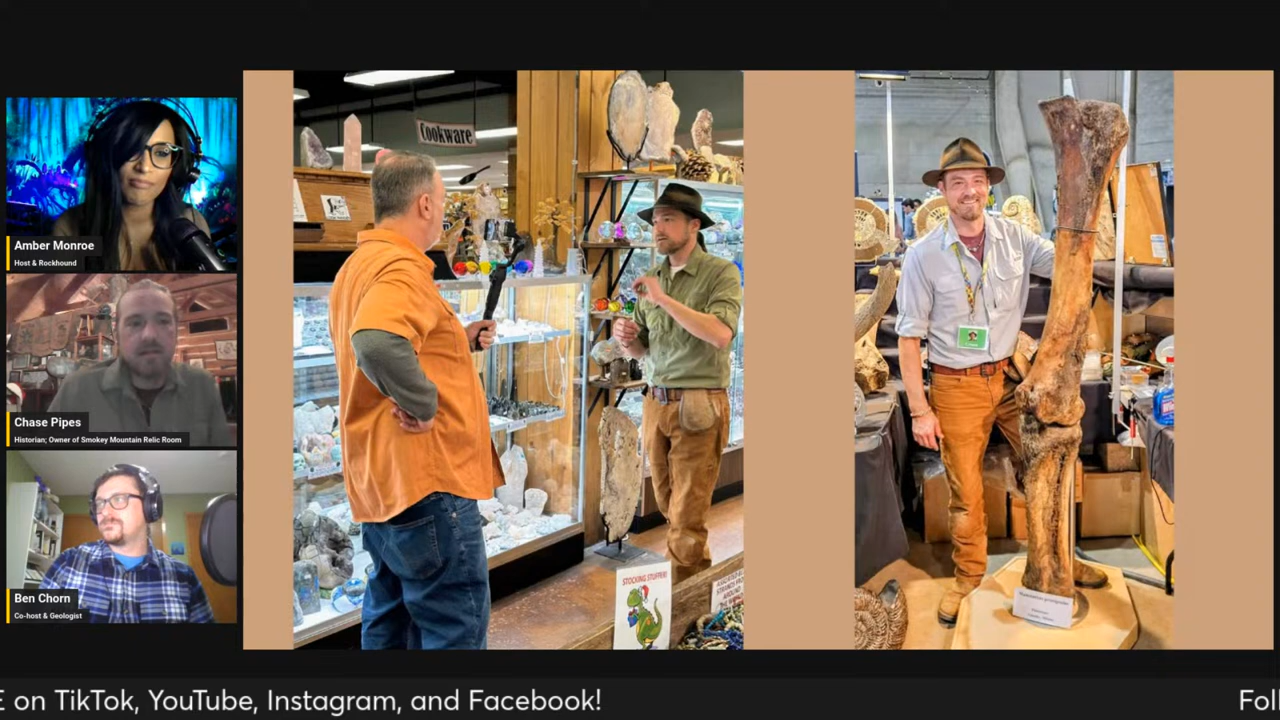 Amber Monroe
Host & Rockhound
Chase Pipes
Historian; Owner of Smokey Mountain Relic Room
Ben Chorn
Co-host & Geologist
Cookware
STOCKING STUFFER!
E on TikTok, YouTube, Instagram, and Facebook!
Foll